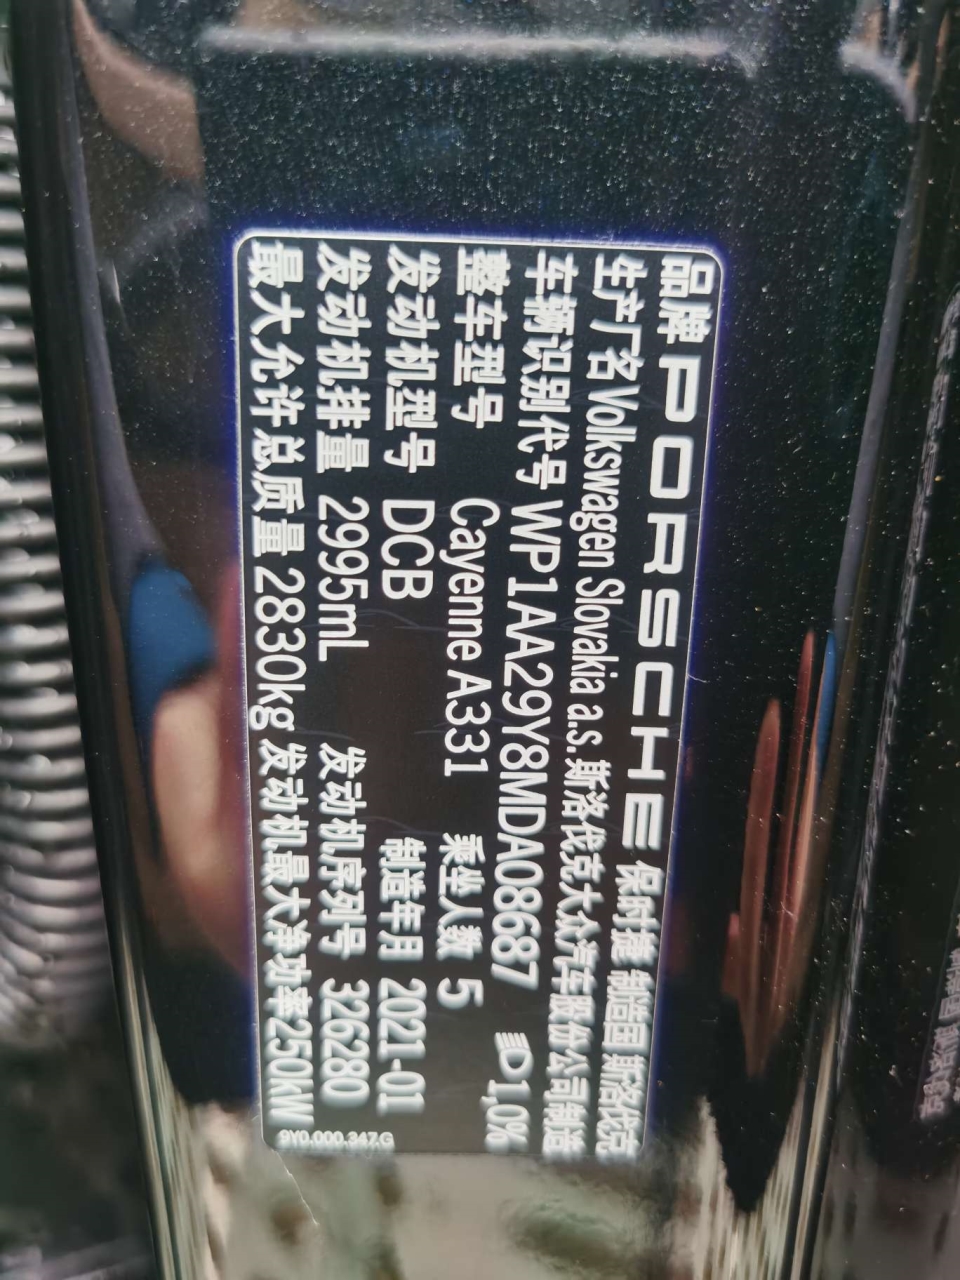 品牌 PORSCHE 保时捷 制造国 斯洛伐克
生产厂名 Volkswagen Slovakia a.s.斯洛伐克大众汽车股份公司制造
车辆识别代号 WP1AA29Y8MDA08687 1,0%
整车型号 Cayenne A331 乘坐人数 5
发动机型号 DCB 制造年月 2021-01
发动机排量 2995mL 发动机序列号 326280
最大允许总质量 2830kg 发动机最大净功率250kW
9Y0.000.347.G